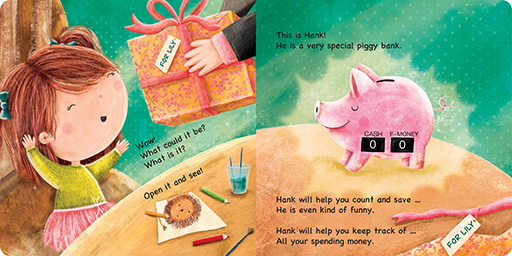 FOR LILY
Wow!
What could it be?
What is it?
Open it and see!
This is Hank!
He is a very special piggy bank.
CASH E-MONEY
0 0
Hank will help you count and save ...
He is even kind of funny.
Hank will help you keep track of ...
All your spending money.
FOR LILY